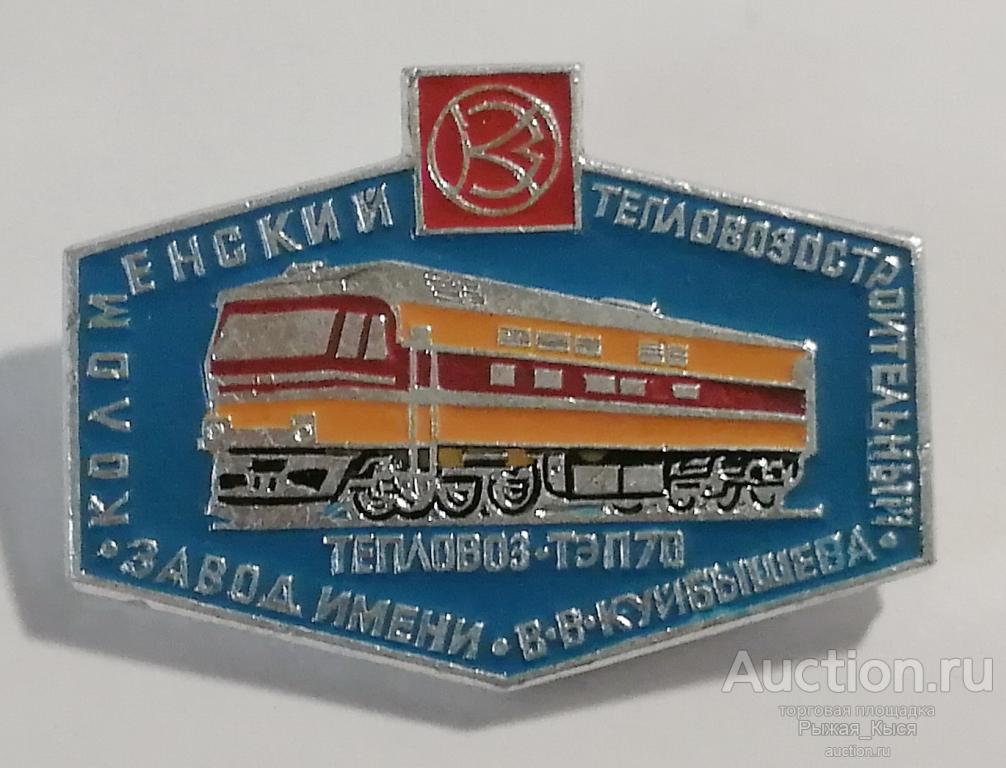 КОЛОМЕНСКИЙ
ТЕПЛОВОЗОСТРОИТЕЛЬНЫЙ
ТЕПЛОВОЗ·ТЭП70
·ЗАВОД ИМЕНИ·В·В·КУЙБЫШЕВА·
Auction.ru
торговая площадка
Рыжая_Кыся
auction.ru